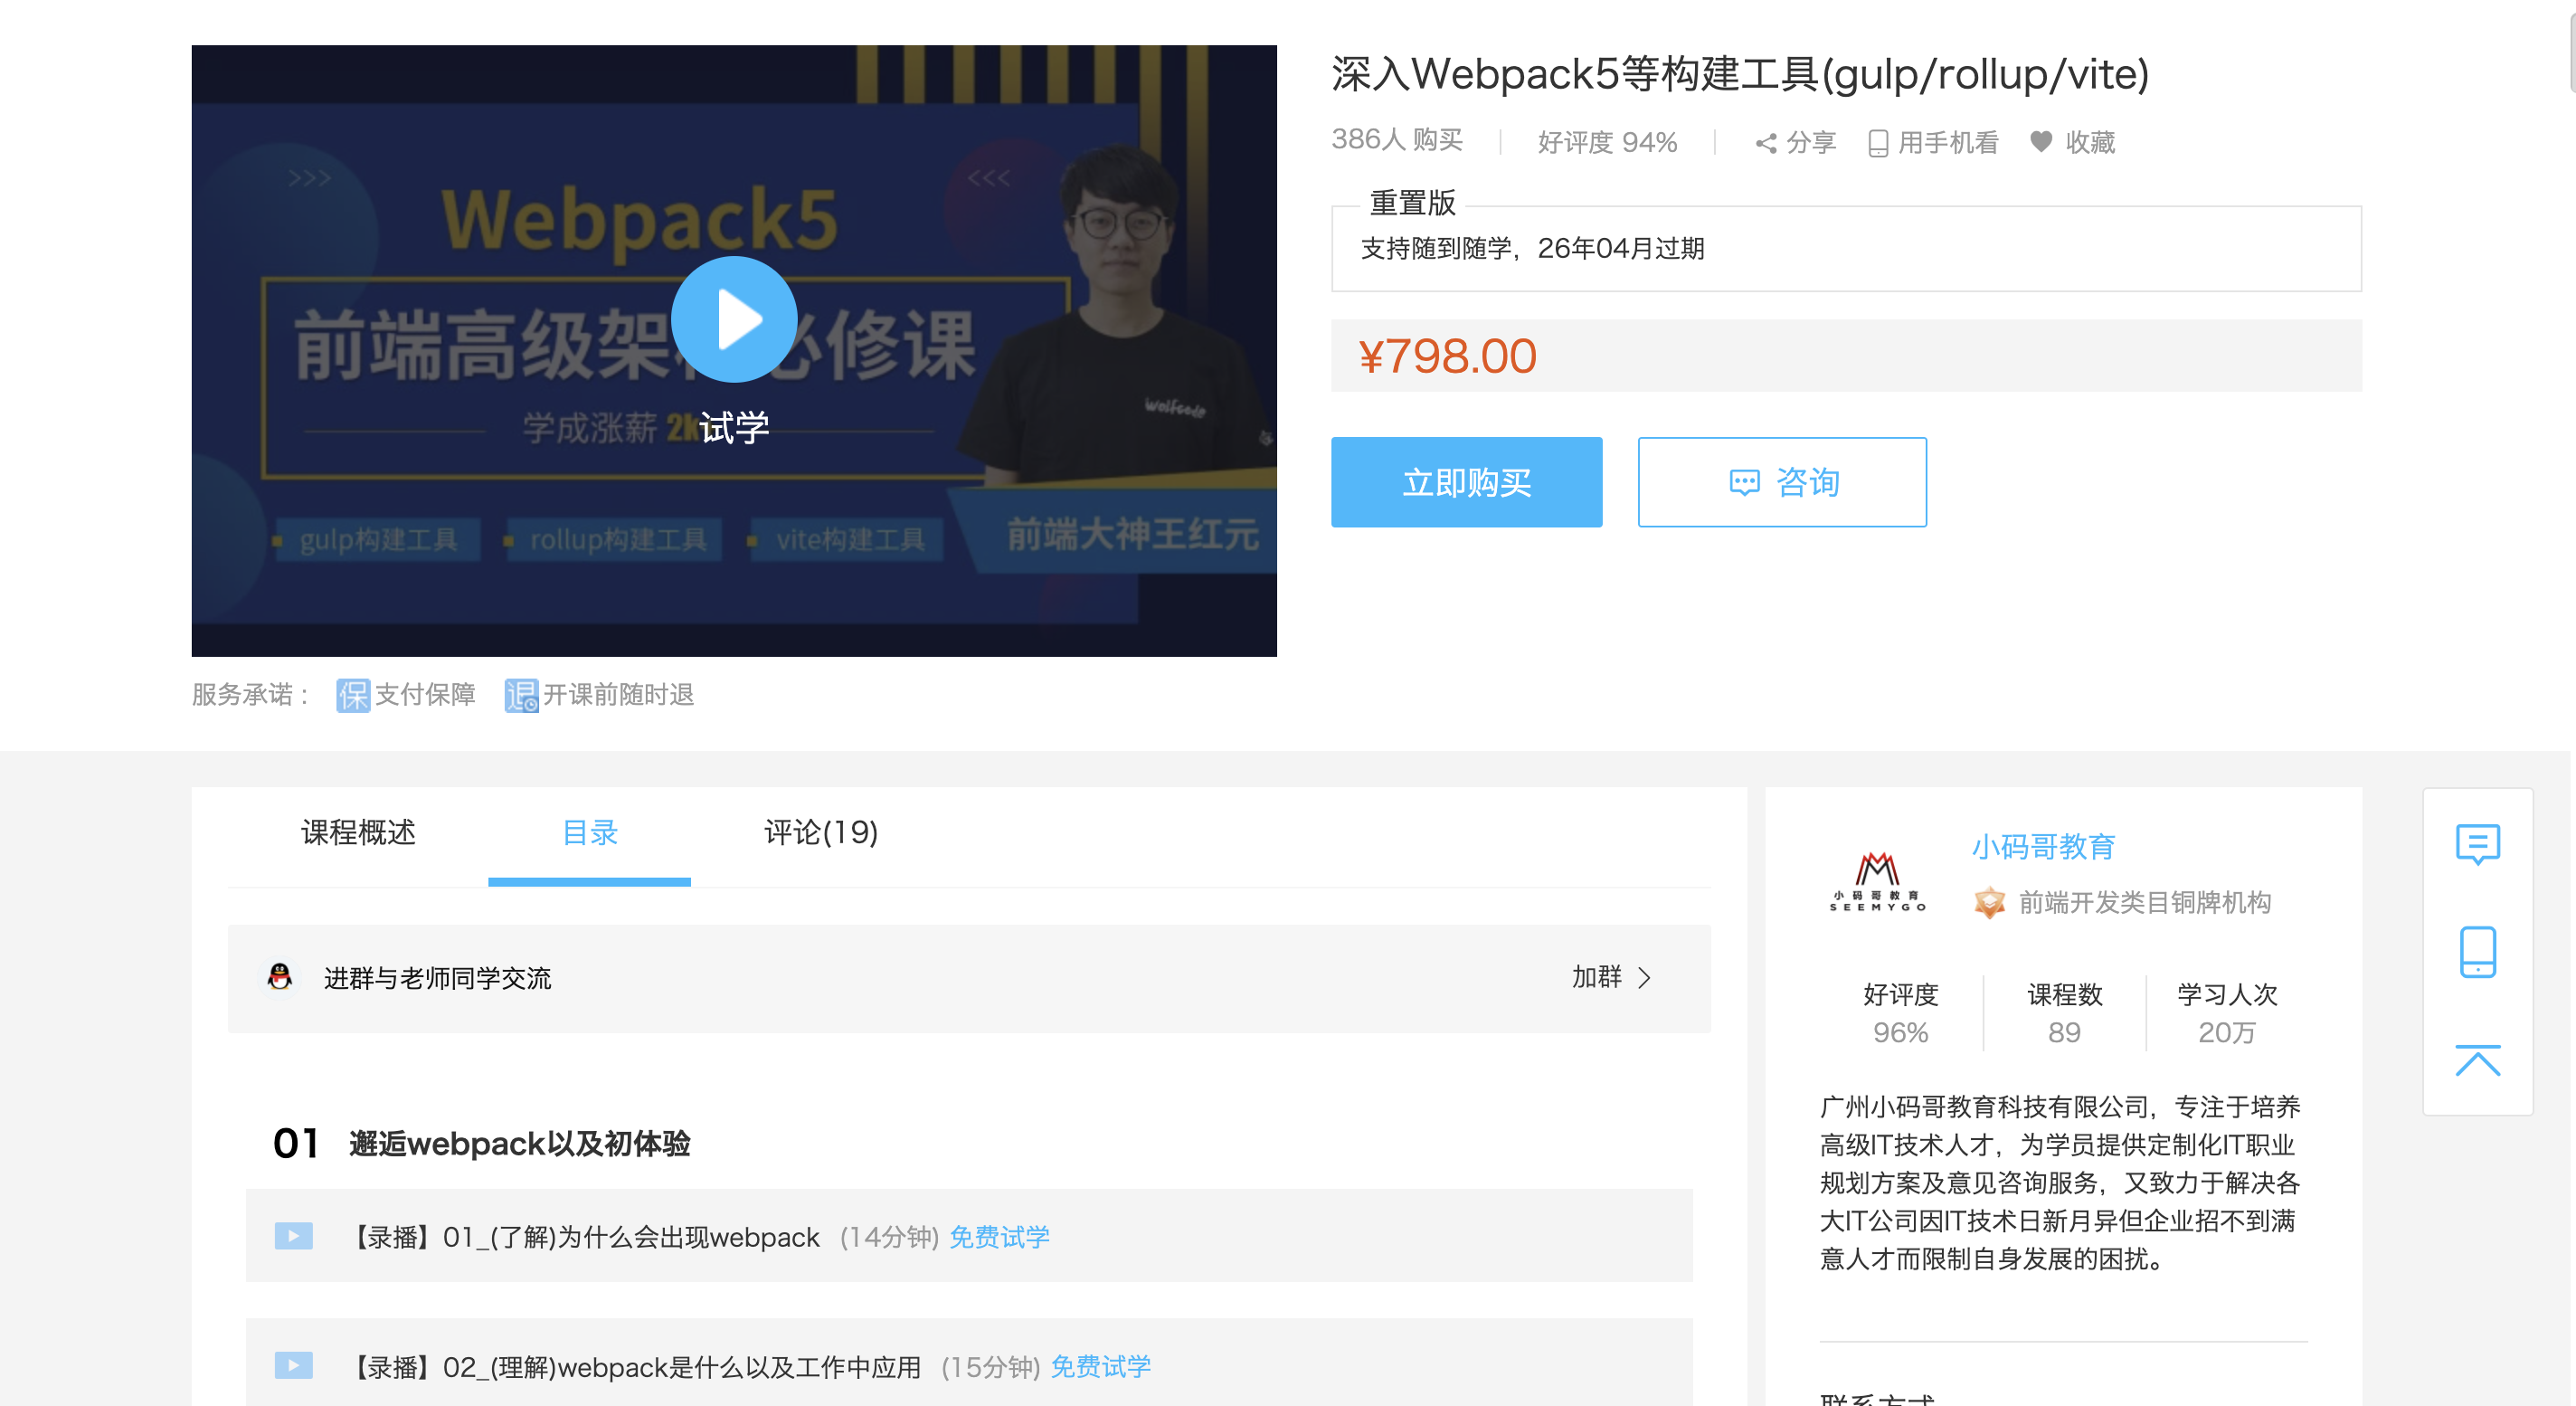 >>>
<<<
Webpack5
前端高级架
必修课
学成涨薪 2k
试学
gulp构建工具
rollup构建工具
vite构建工具
前端大神王红元
wolfcode
服务承诺：
保 支付保障
退 开课前随时退
深入Webpack5等构建工具(gulp/rollup/vite)
386人 购买
好评度 94%
分享
用手机看
收藏
重置版
支持随到随学，26年04月过期
¥798.00
立即购买
咨询
课程概述
目录
评论(19)
进群与老师同学交流
加群
01 邂逅webpack以及初体验
【录播】01_(了解)为什么会出现webpack (14分钟) 免费试学
【录播】02_(理解)webpack是什么以及工作中应用 (15分钟) 免费试学
小码哥教育
SEEMYGO
小码哥教育
前端开发类目铜牌机构
好评度 课程数 学习人次
96% 89 20万
广州小码哥教育科技有限公司，专注于培养
高级IT技术人才，为学员提供定制化IT职业
规划方案及意见咨询服务，又致力于解决各
大IT公司因IT技术日新月异但企业招不到满
意人才而限制自身发展的困扰。
联系方式